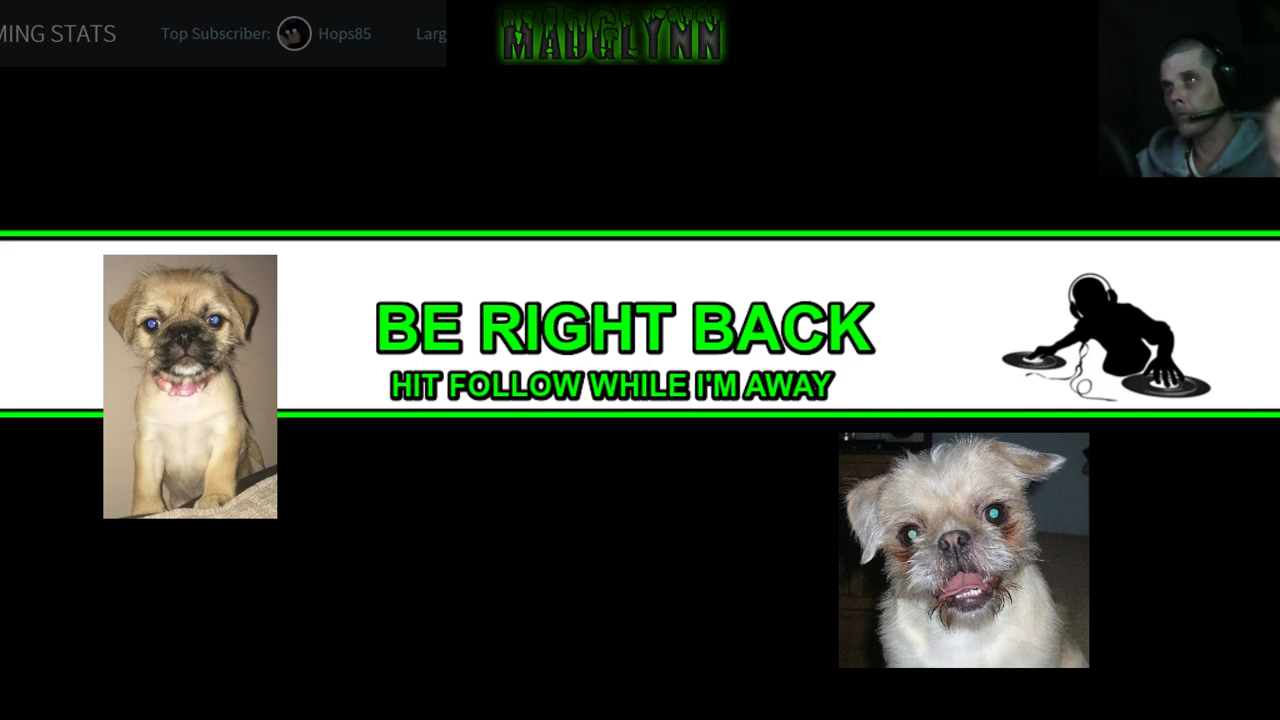 MING STATS
Top Subscriber: Hops85
Larg
MADGLYNN
BE RIGHT BACK
HIT FOLLOW WHILE I'M AWAY